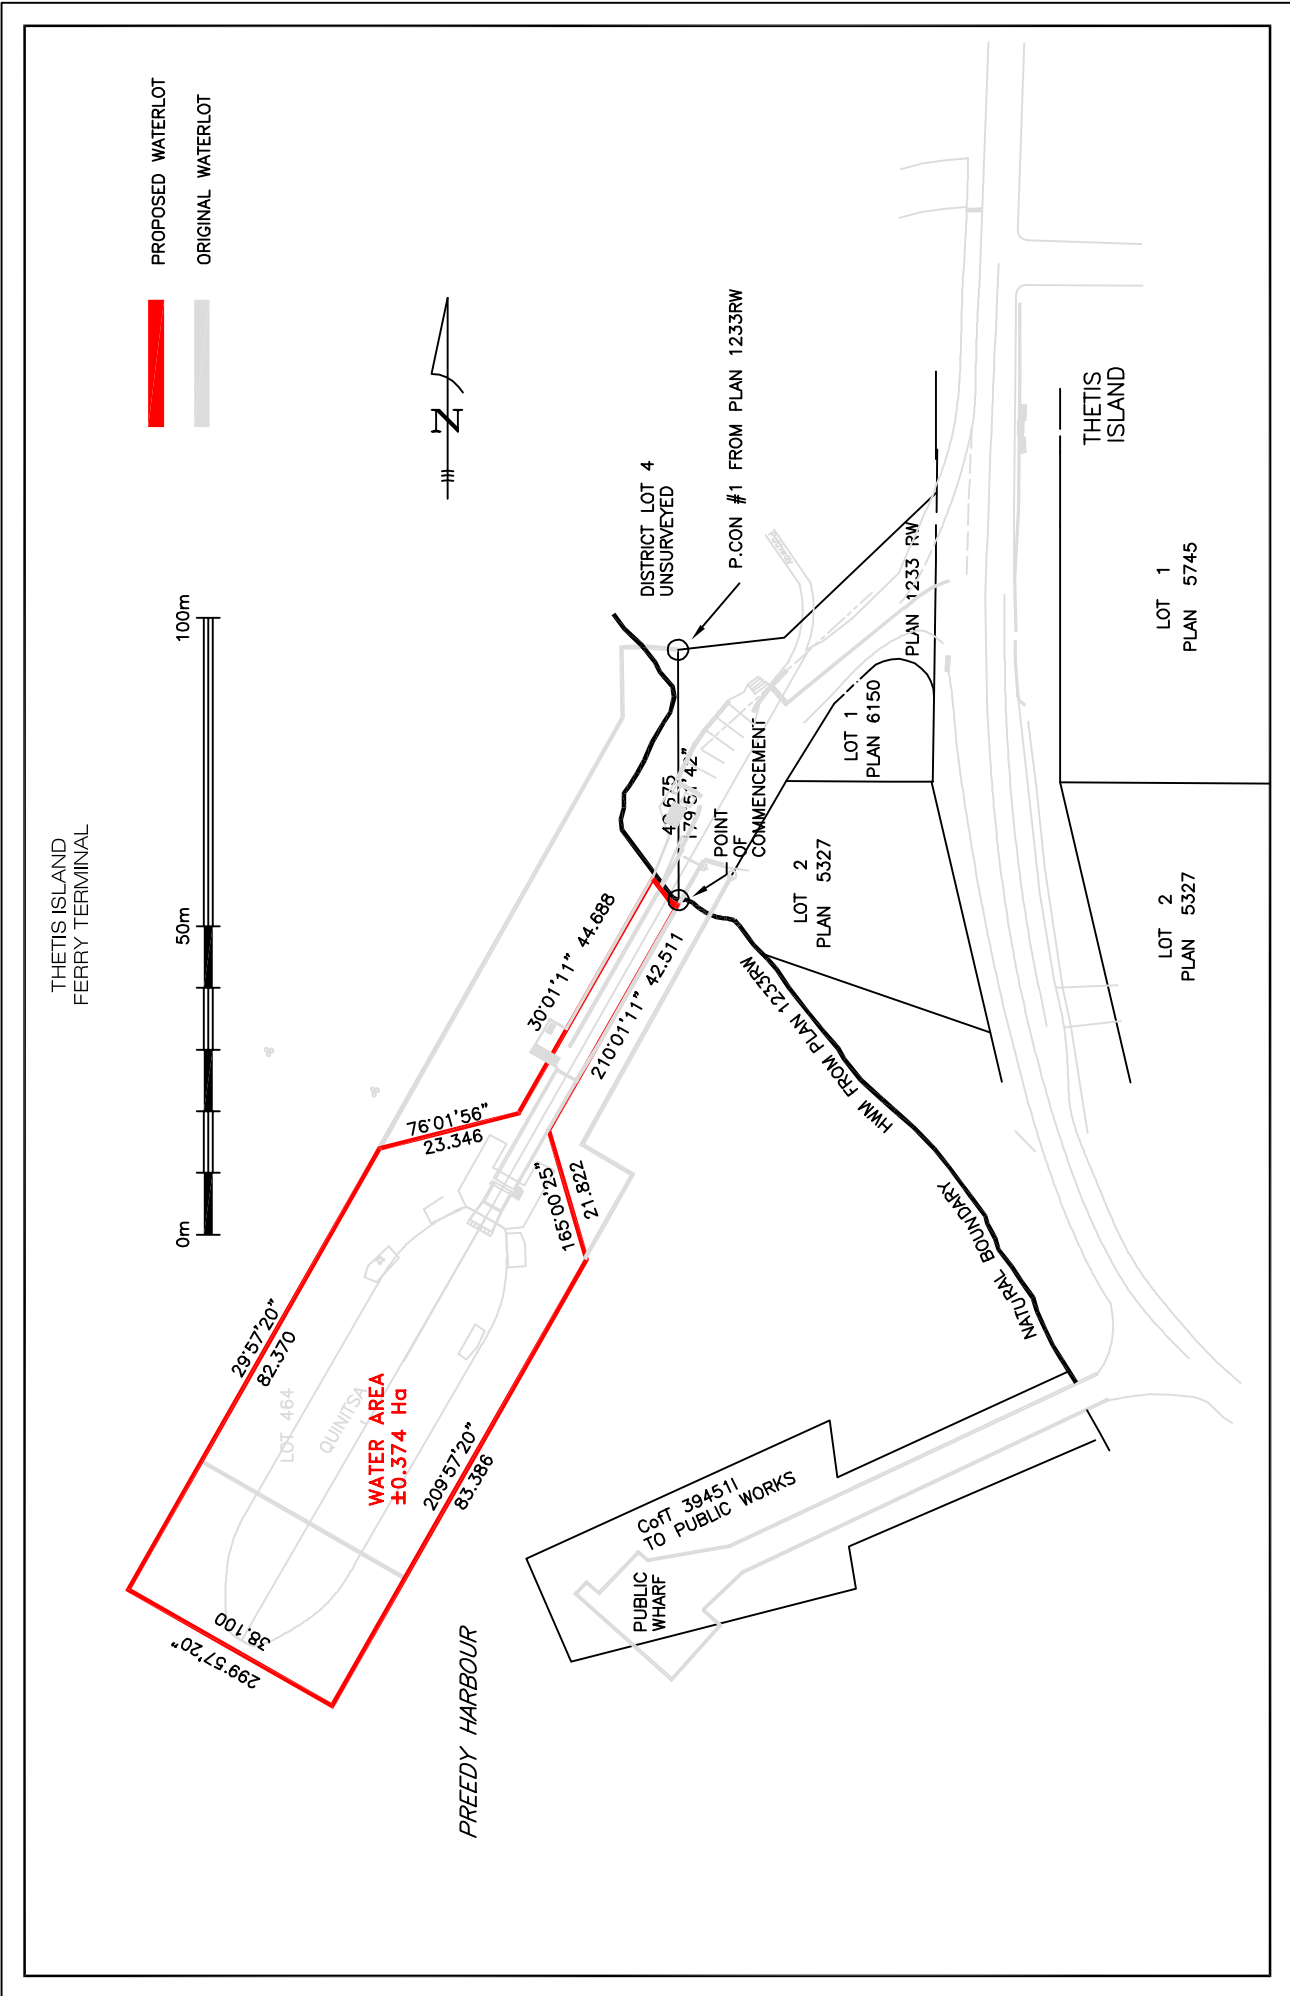 THETIS ISLAND
FERRY TERMINAL
0m
50m
100m
PROPOSED WATERLOT
ORIGINAL WATERLOT
N
DISTRICT LOT 4
UNSURVEYED
P.CON #1 FROM PLAN 1233RW
Pathway
THETIS
ISLAND
PLAN 1233 RW
LOT 1
PLAN 6150
LOT 1
PLAN 5745
179°51'42"
POINT
OF
COMMENCEMENT
LOT 2
PLAN 5327
LOT 2
PLAN 5327
30°01'11" 44.688
210°01'11" 42.511
76°01'56"
23.346
165°00'25"
21.822
29°57'20"
82.370
209°57'20"
83.386
38.100
299°57'20"
LOT 464
QUINITSA
WATER AREA
±0.374 Ha
HWM FROM PLAN 1233RW
NATURAL BOUNDARY
CofT 39451I
TO PUBLIC WORKS
PUBLIC
WHARF
PREEDY HARBOUR